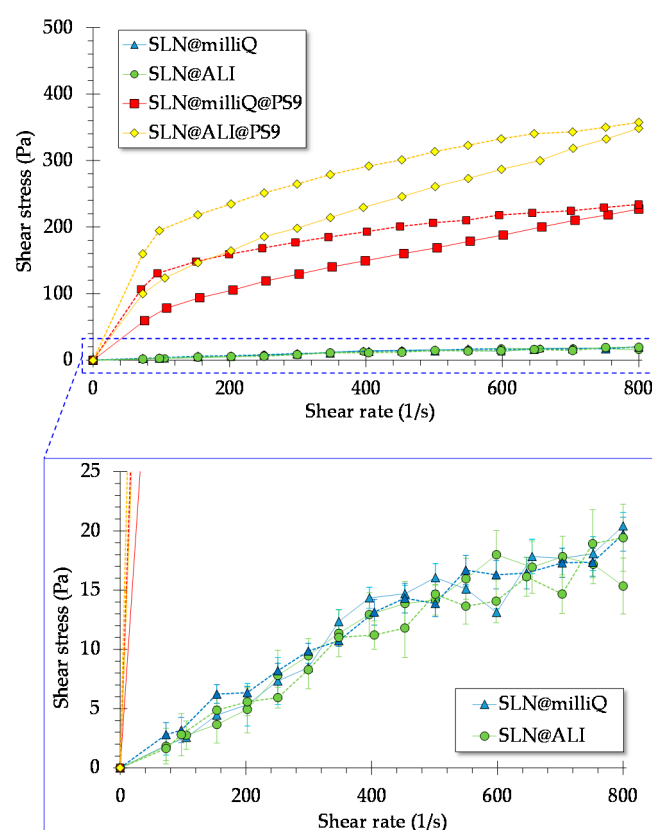 500
400
300
200
100
0
Shear stress (Pa)
SLN@milliQ
SLN@ALI
SLN@milliQ@PS9
SLN@ALI@PS9
0 200 400 600 800
Shear rate (1/s)
25
20
15
10
5
0
Shear stress (Pa)
SLN@milliQ
SLN@ALI
0 200 400 600 800
Shear rate (1/s)